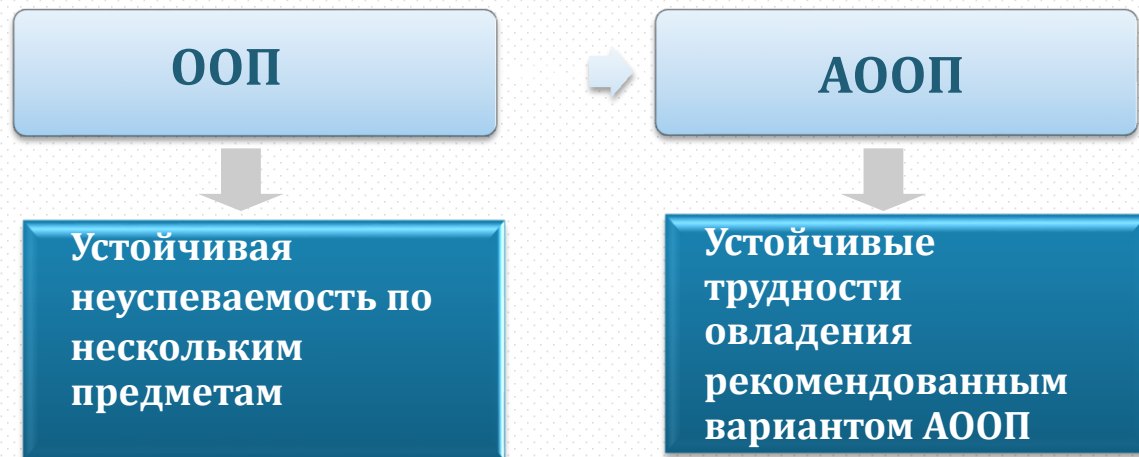 ООП
АООП
Устойчивая
неуспеваемость по
нескольким
предметам
Устойчивые
трудности
овладения
рекомендованным
вариантом АООП